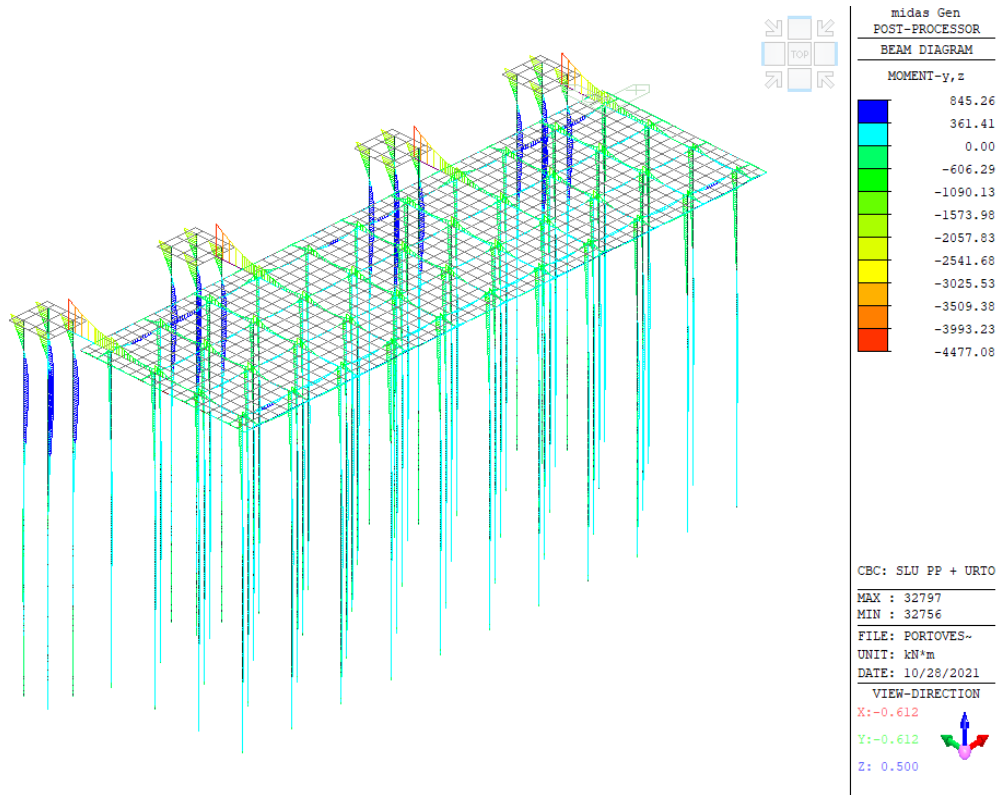 TOP
midas Gen
POST-PROCESSOR
BEAM DIAGRAM
MOMENT-y,z
845.26
361.41
0.00
-606.29
-1090.13
-1573.98
-2057.83
-2541.68
-3025.53
-3509.38
-3993.23
-4477.08
CBC: SLU PP + URTO
MAX : 32797
MIN : 32756
FILE: PORTOVES~
UNIT: kN*m
DATE: 10/28/2021
VIEW-DIRECTION
X:-0.612
Y:-0.612
Z: 0.500